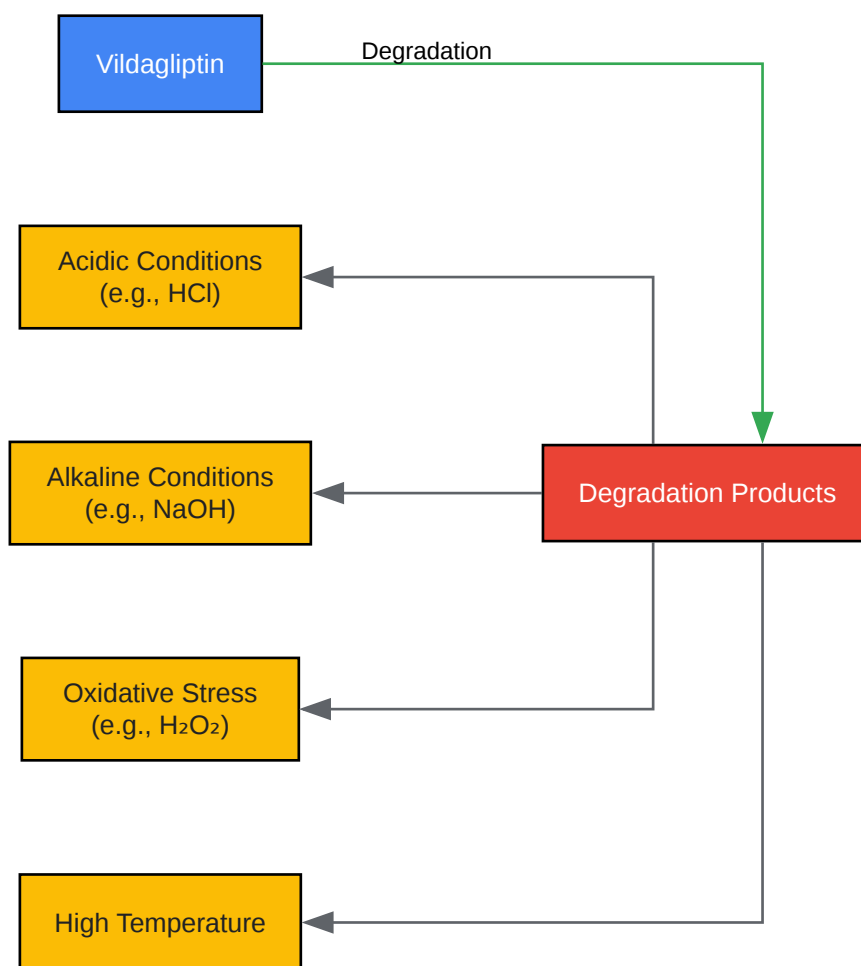 Degradation
Vildagliptin
Acidic Conditions
(e.g., HCl)
Alkaline Conditions
(e.g., NaOH)
Degradation Products
Oxidative Stress
(e.g., H₂O₂)
High Temperature